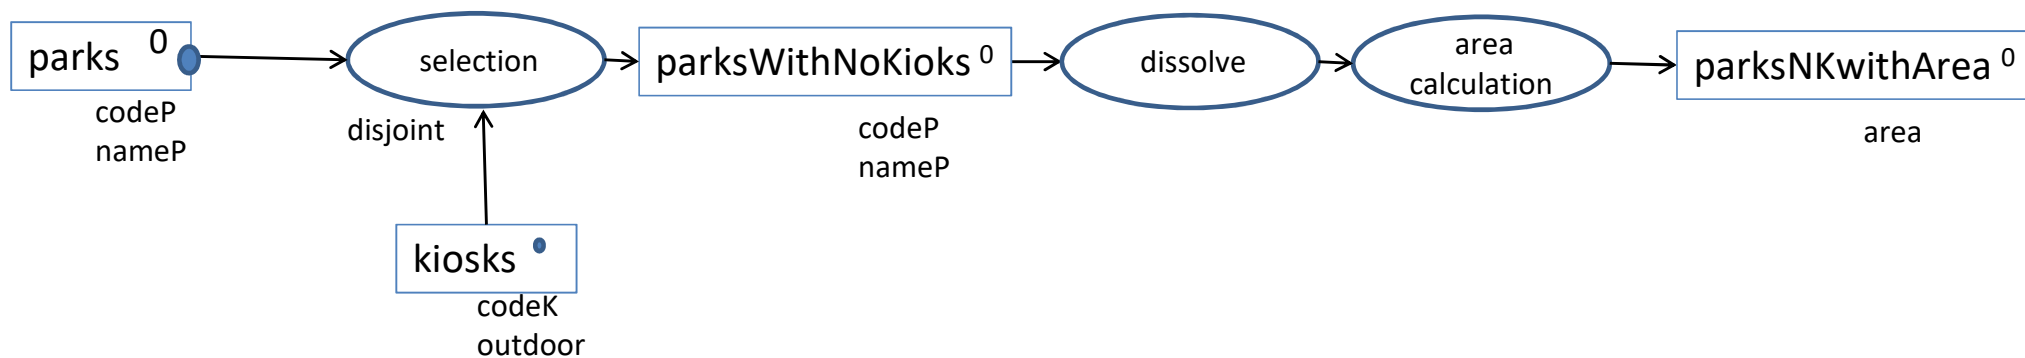 parks 0
codeP
nameP
selection
disjoint
kiosks
codeK
outdoor
parksWithNoKioks 0
codeP
nameP
dissolve
area
calculation
parksNKwithArea 0
area